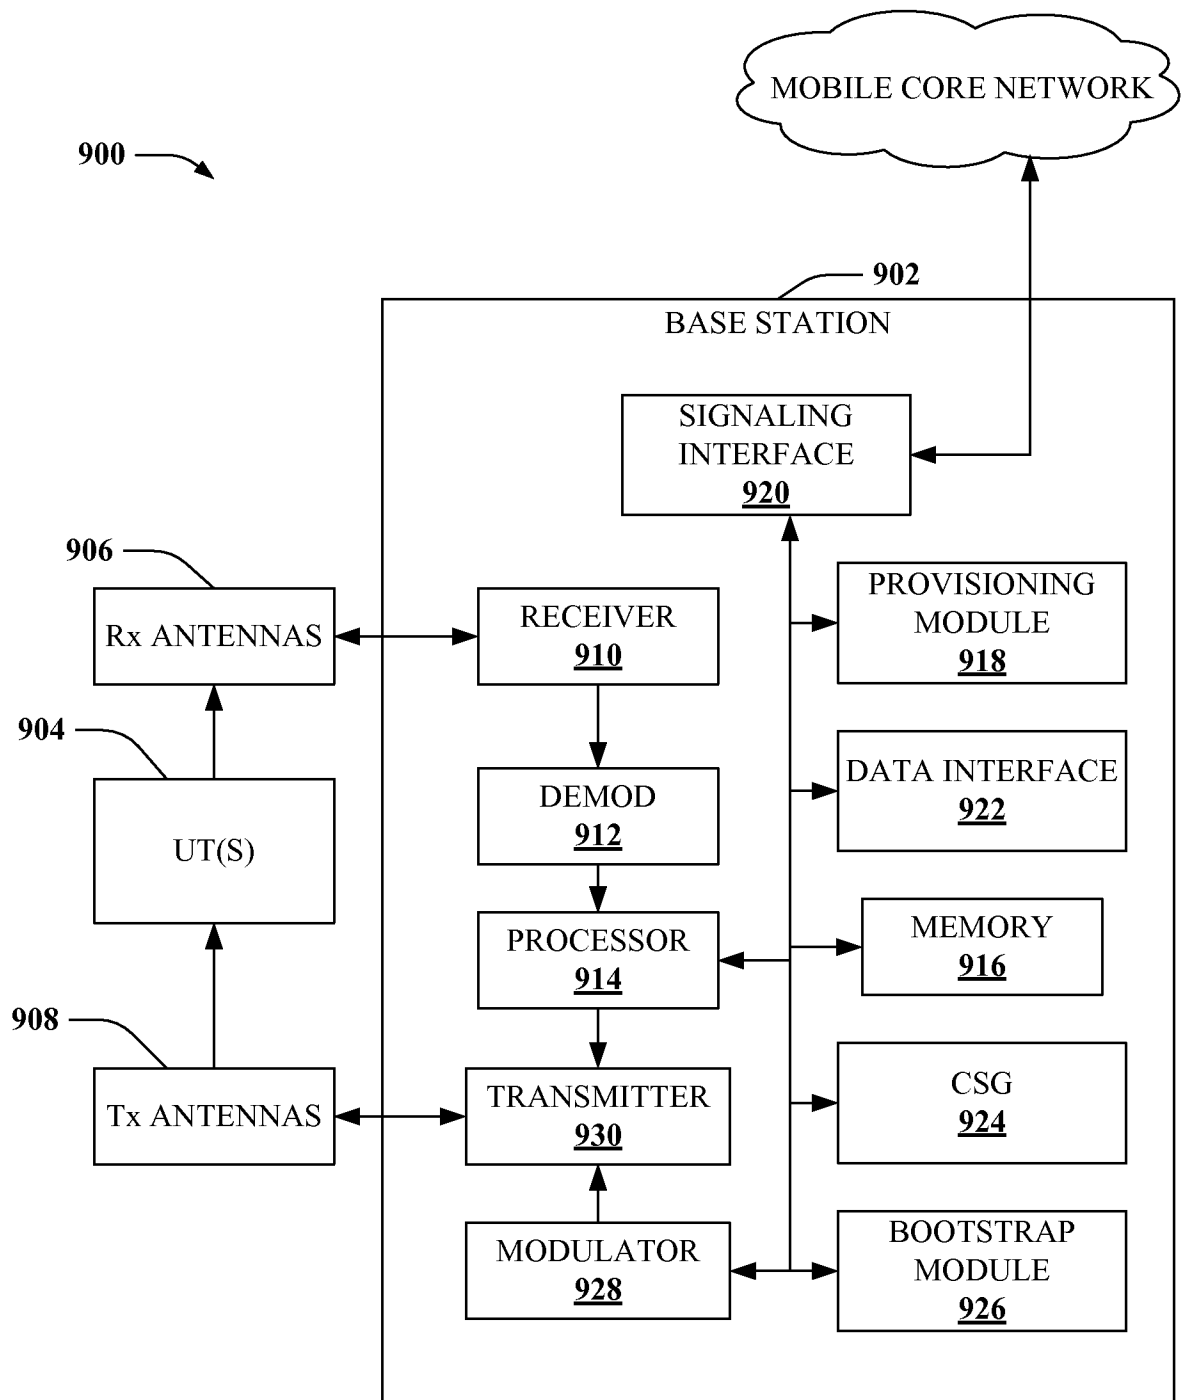 MOBILE CORE NETWORK
900
902
BASE STATION
SIGNALING
INTERFACE
920
906
Rx ANTENNAS
RECEIVER
910
PROVISIONING
MODULE
918
904
UT(S)
DEMOD
912
DATA INTERFACE
922
PROCESSOR
914
MEMORY
916
908
Tx ANTENNAS
TRANSMITTER
930
CSG
924
MODULATOR
928
BOOTSTRAP
MODULE
926